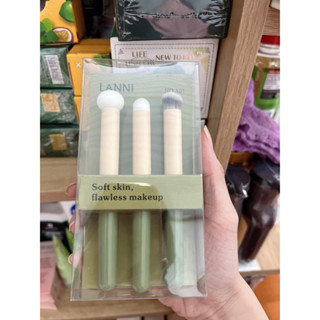 LIFE
NEW TO
LANNI
Soft skin,
flawless makeup